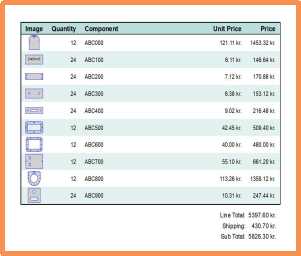 Image Quantity Component Unit Price Price
12 ABC000 121.11 kr. 1453.32 kr.
24 ABC100 6.11 kr. 146.64 kr.
24 ABC200 7.12 kr. 170.88 kr.
24 ABC300 6.38 kr. 153.12 kr.
24 ABC400 9.02 kr. 216.48 kr.
12 ABC500 42.45 kr. 509.40 kr.
12 ABC600 40.00 kr. 480.00 kr.
12 ABC700 55.10 kr. 661.20 kr.
12 ABC800 113.26 kr. 1359.12 kr.
24 ABC900 10.31 kr. 247.44 kr.
Line Total: 5397.60 kr.
Shipping: 430.70 kr.
Sub Total: 5828.30 kr.